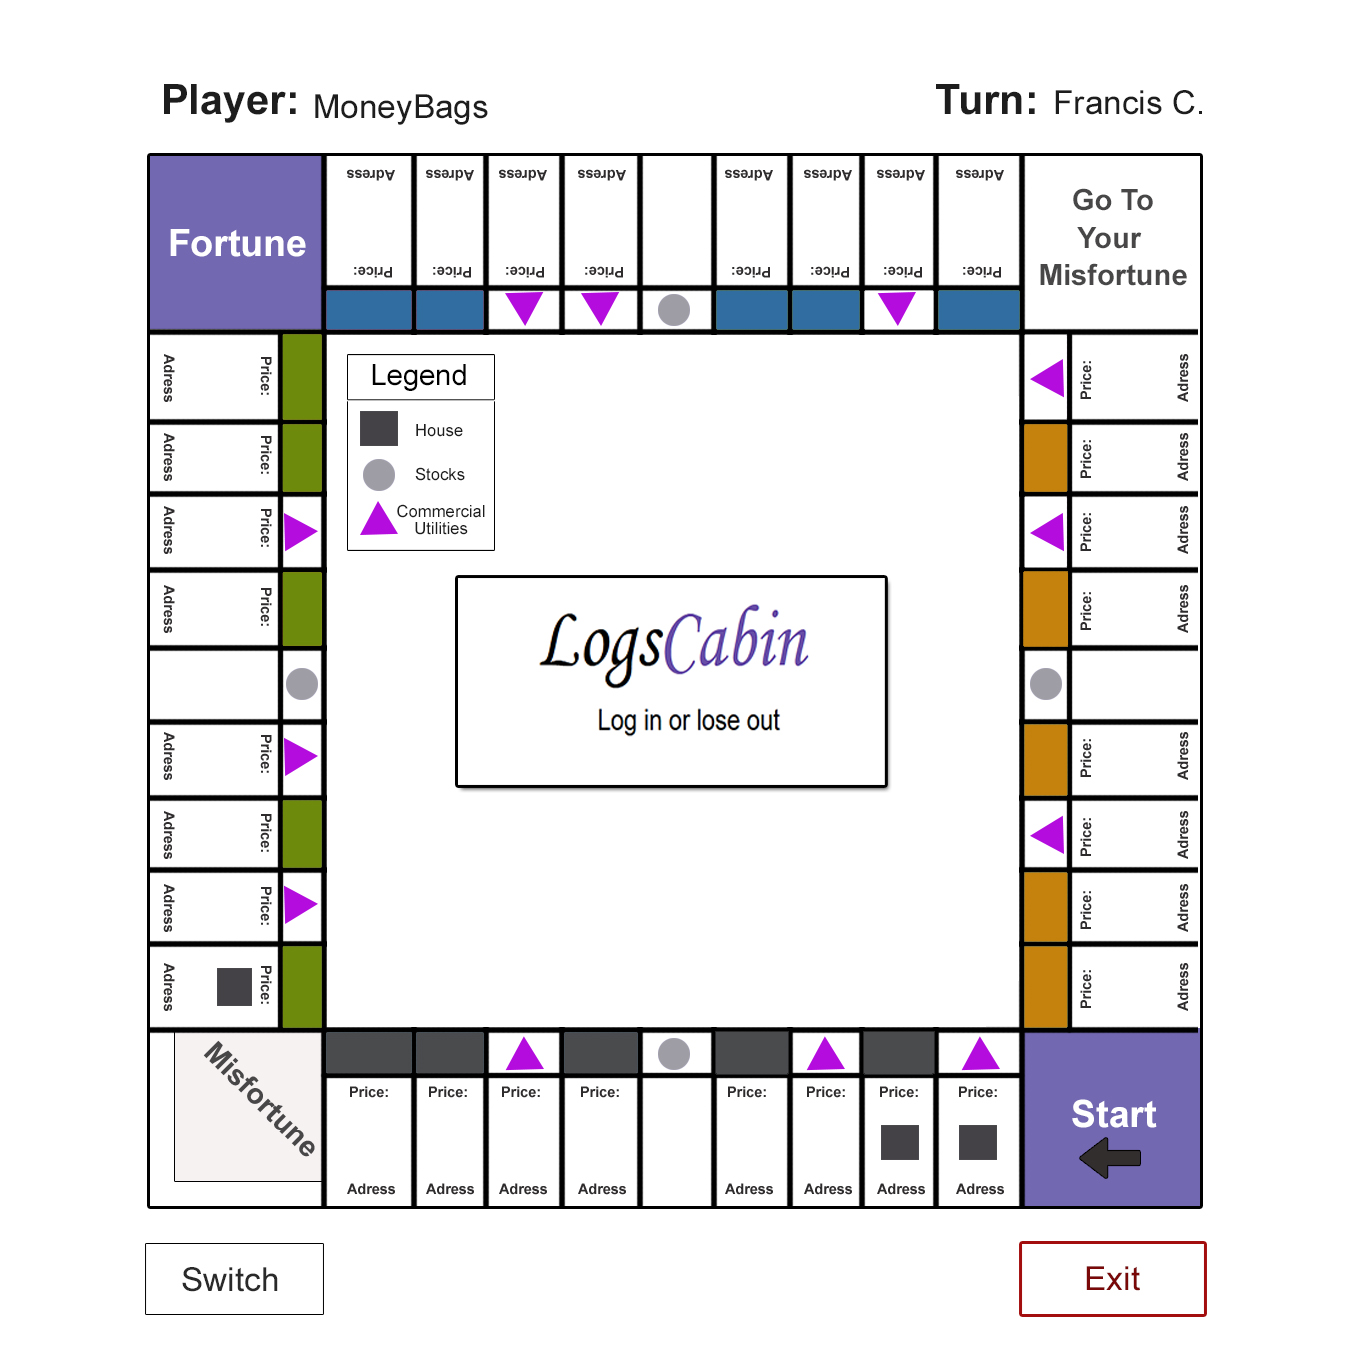 Player: MoneyBags
Turn: Francis C.
Fortune
Adress Adress Adress Adress Adress Adress Adress Adress
Price: Price: Price: Price: Price: Price: Price: Price:
Go To
Your
Misfortune
Adress Price:
Adress Price:
Adress Price:
Adress Price:
Adress Price:
Adress Price:
Adress Price:
Adress Price:
Legend
House
Stocks
Commercial
Utilities
LogsCabin
Log in or lose out
Price: Adress
Price: Adress
Price: Adress
Price: Adress
Price: Adress
Price: Adress
Price: Adress
Price: Adress
Misfortune
Price: Price: Price: Price: Price: Price: Price: Price:
Adress Adress Adress Adress Adress Adress Adress Adress
Start
Switch
Exit